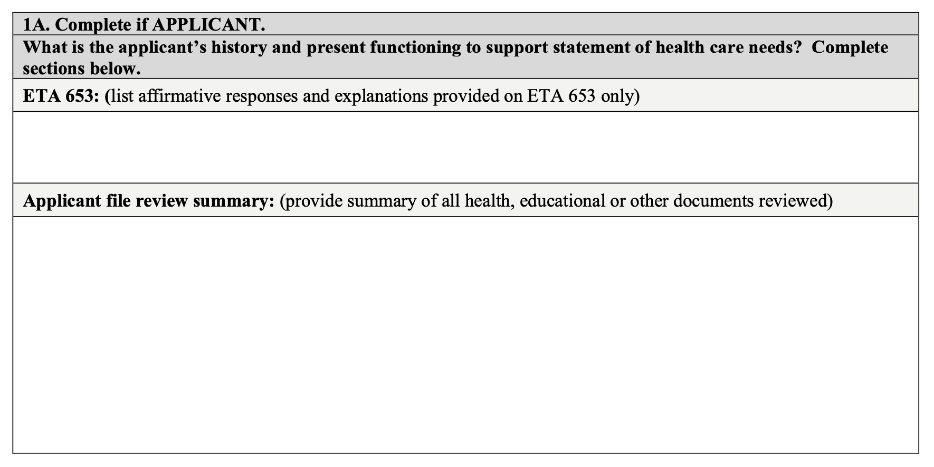 1A. Complete if APPLICANT.
What is the applicant’s history and present functioning to support statement of health care needs?  Complete
sections below.
ETA 653: (list affirmative responses and explanations provided on ETA 653 only)
Applicant file review summary: (provide summary of all health, educational or other documents reviewed)